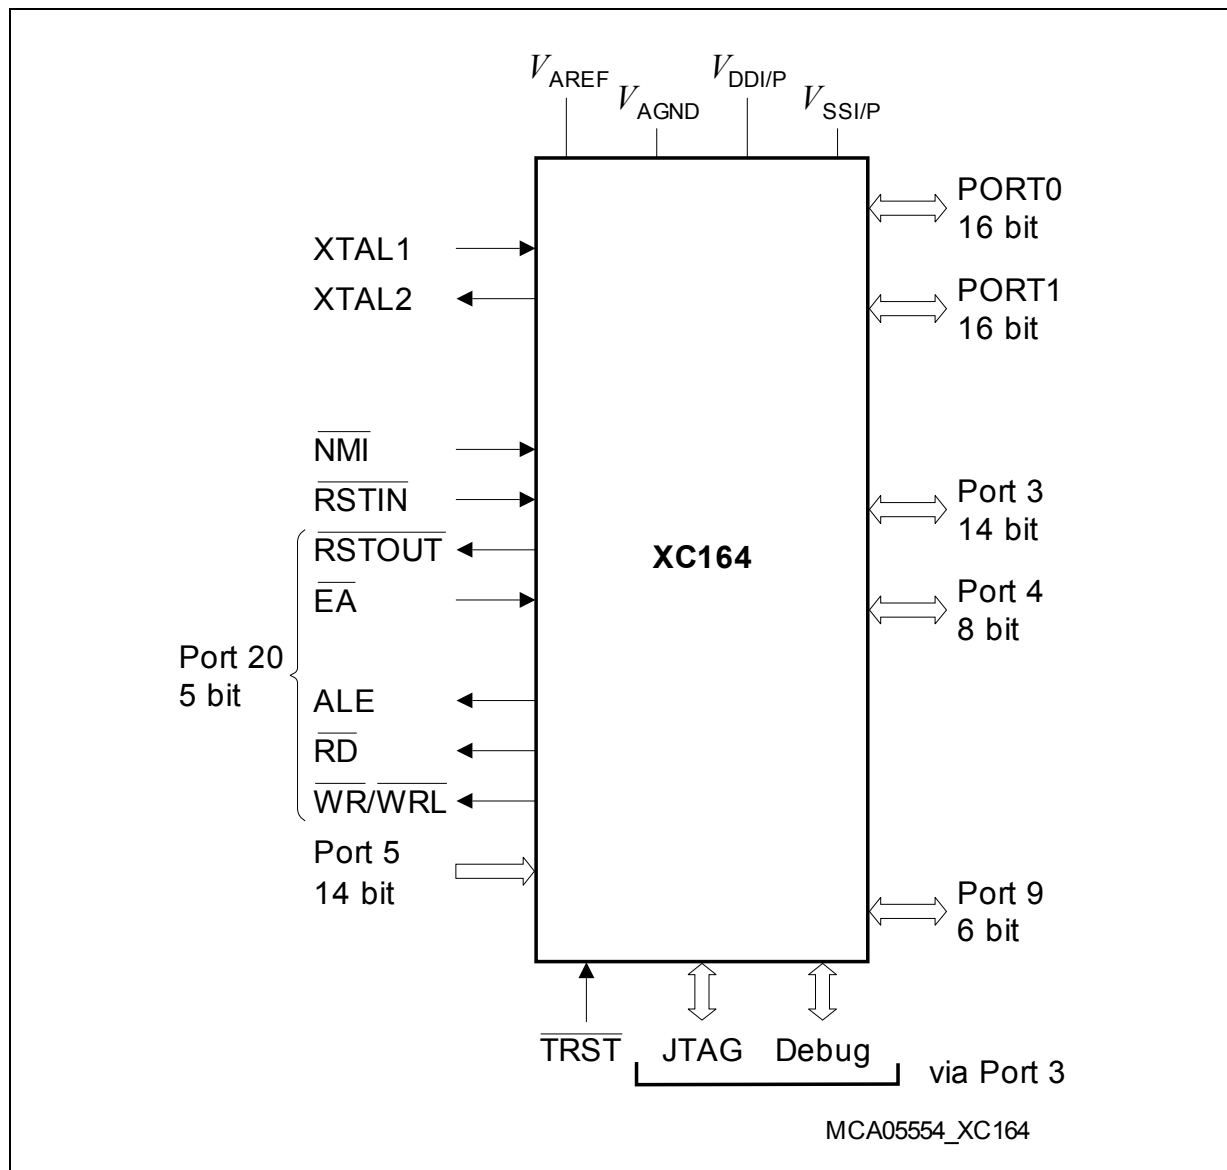 VAREF
VAGND
VDDI/P
VSSI/P
PORT0
16 bit
XTAL1
XTAL2
PORT1
16 bit
NMI
RSTIN
RSTOUT
EA
Port 20
5 bit
ALE
RD
WR/WRL
Port 5
14 bit
XC164
Port 3
14 bit
Port 4
8 bit
Port 9
6 bit
TRST
JTAG
Debug
via Port 3
MCA05554_XC164